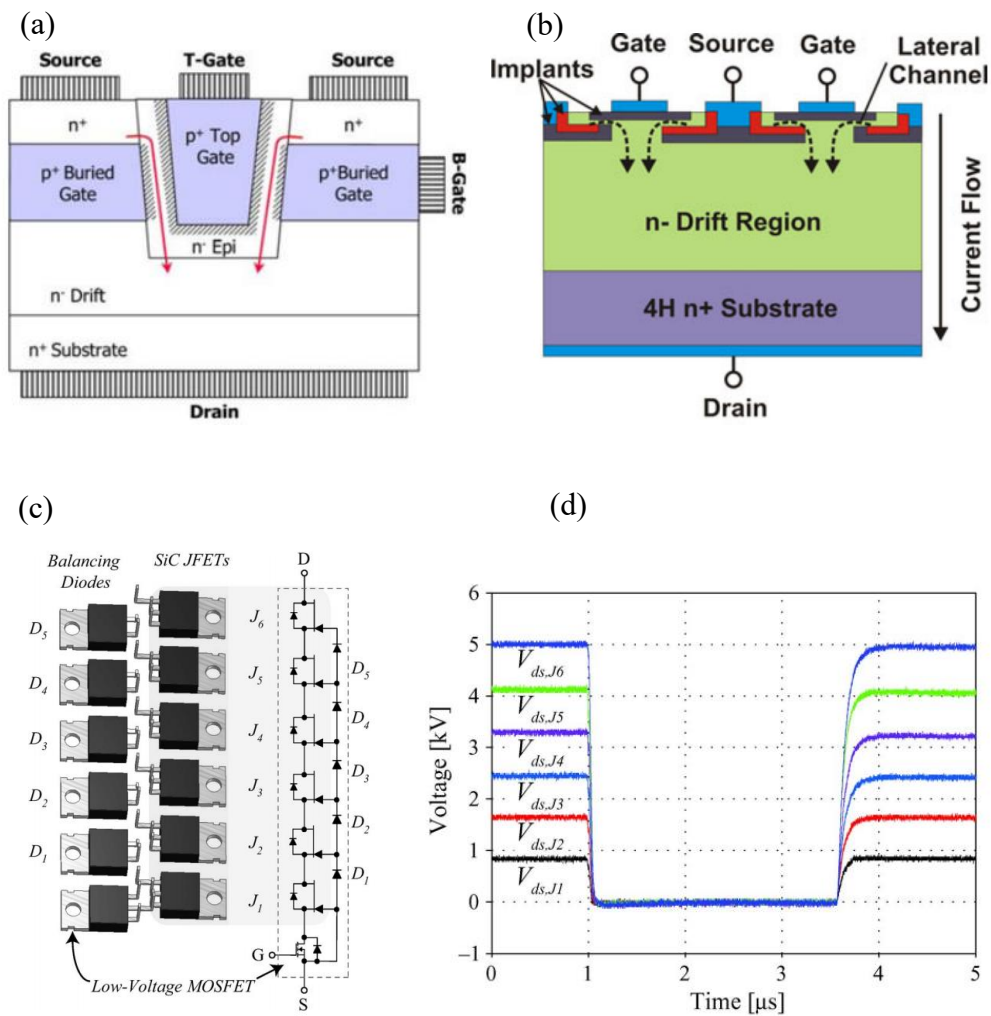 (a)
Source
T-Gate
Source
n+
p+ Top
Gate
n+
p+ Buried
Gate
p+Buried
Gate
B-Gate
n- Epi
n- Drift
n+ Substrate
Drain
(b)
Gate
Source
Gate
Lateral
Channel
Implants
n- Drift Region
4H n+ Substrate
Current Flow
Drain
(c)
Balancing
Diodes
SiC JFETs
D
D5
D4
D3
D2
D1
J6
J5
J4
J3
J2
J1
D5
D4
D3
D2
D1
G
S
Low-Voltage MOSFET
(d)
6
5
4
3
2
1
0
−1
Voltage [kV]
Vds,J6
Vds,J5
Vds,J4
Vds,J3
Vds,J2
Vds,J1
0
1
2
3
4
5
Time [μs]